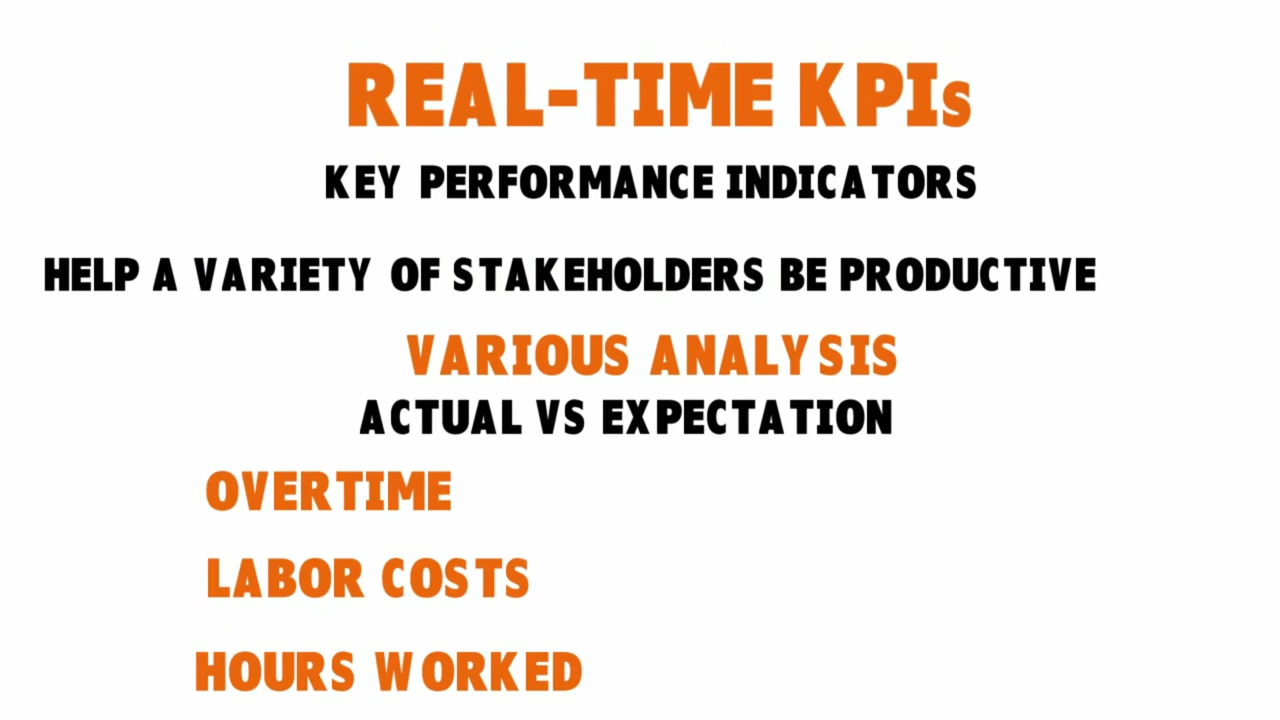 REAL-TIME KPIs
KEY PERFORMANCE INDICATORS
HELP A VARIETY OF STAKEHOLDERS BE PRODUCTIVE
VARIOUS ANALYSIS
ACTUAL VS EXPECTATION
OVERTIME
LABOR COSTS
HOURS WORKED